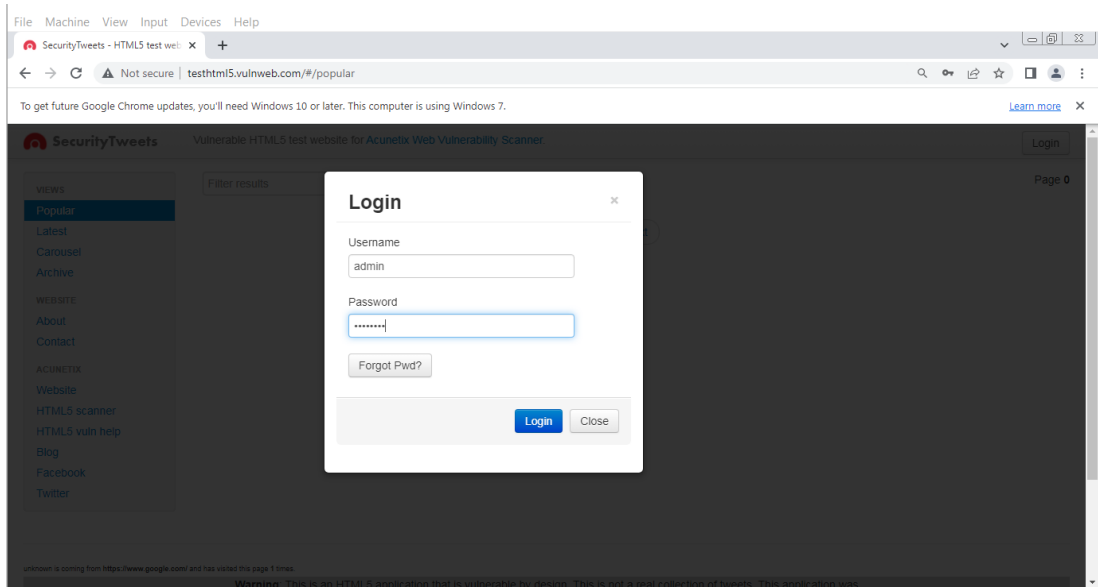 File Machine View Input Devices Help
SecurityTweets - HTML5 test web
Not secure | testhtml5.vulnweb.com/#/popular
To get future Google Chrome updates, you'll need Windows 10 or later. This computer is using Windows 7. Learn more
SecurityTweets Vulnerable HTML5 test website for Acunetix Web Vulnerability Scanner. Login
VIEWS
Popular
Latest
Carousel
Archive
WEBSITE
About
Contact
ACUNETIX
Website
HTML5 scanner
HTML5 vuln help
Blog
Facebook
Twitter
Filter results
Page 0
Login
Username
admin
Password
••••••••
Forgot Pwd?
Login Close
unknown is coming from https://www.google.com/ and has visited this page 1 times
Warning: This is an HTML5 application that is vulnerable by design. This is not a real collection of tweets. This application was